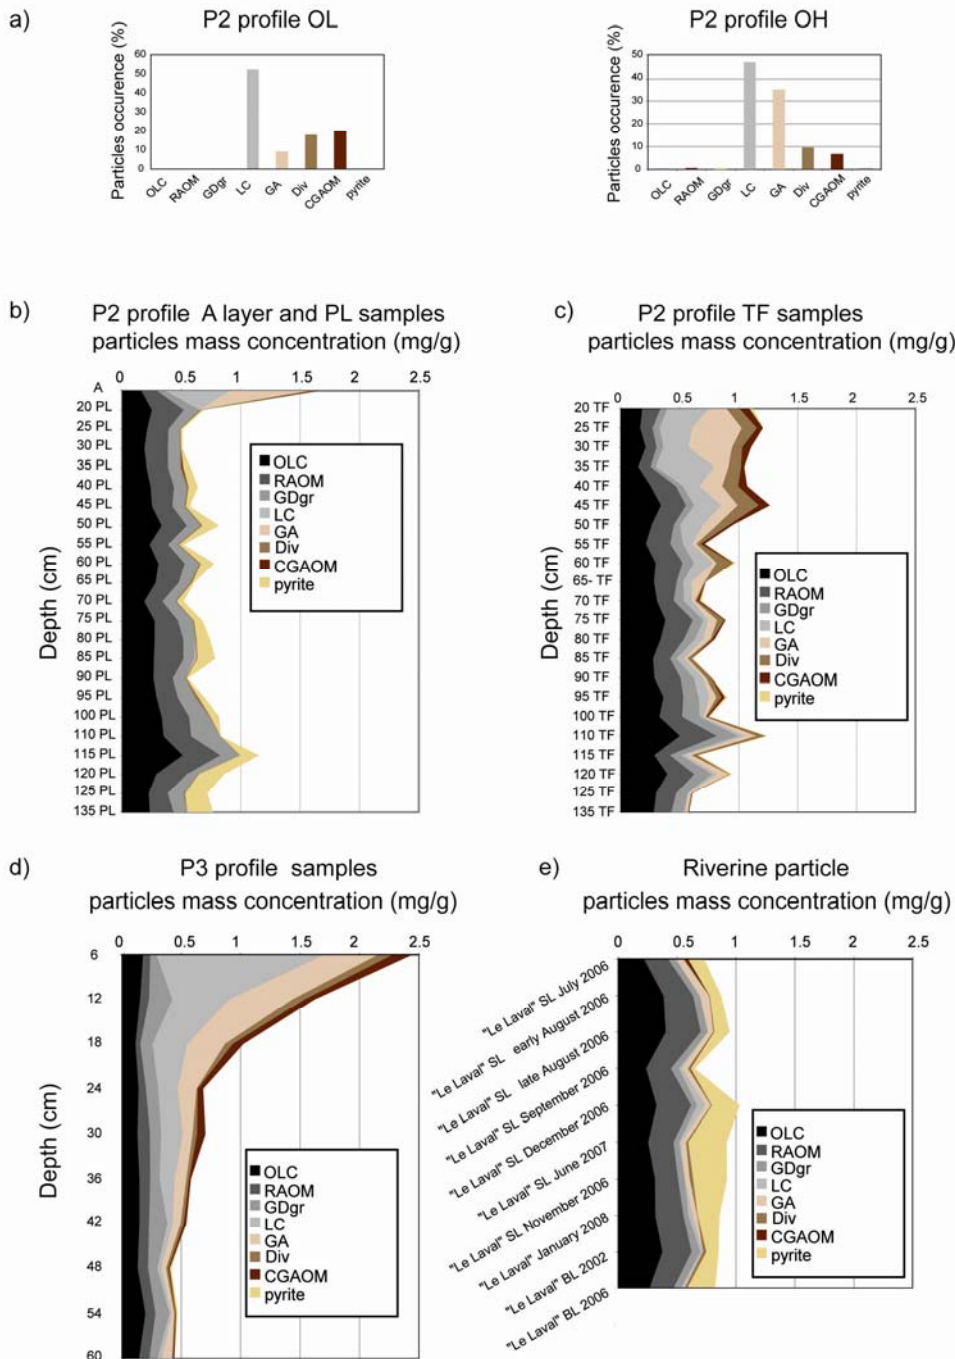 a)
P2 profile OL
Particles occurence (%)
60
50
40
30
20
10
0
OLC
RAOM
GDgr
LC
GA
Div
CGAOM
pyrite
P2 profile OH
Particles occurence (%)
50
40
30
20
10
0
OLC
RAOM
GDgr
LC
GA
Div
CGAOM
pyrite
b)
P2 profile A layer and PL samples
particles mass concentration (mg/g)
0 0.5 1 1.5 2 2.5
Depth (cm)
A
20 PL
25 PL
30 PL
35 PL
40 PL
45 PL
50 PL
55 PL
60 PL
65 PL
70 PL
75 PL
80 PL
85 PL
90 PL
95 PL
100 PL
110 PL
115 PL
120 PL
125 PL
135 PL
OLC
RAOM
GDgr
LC
GA
Div
CGAOM
pyrite
c)
P2 profile TF samples
particles mass concentration (mg/g)
0 0.5 1 1.5 2 2.5
Depth (cm)
20 TF
25 TF
30 TF
35 TF
40 TF
45 TF
50 TF
55 TF
60 TF
65- TF
70 TF
75 TF
80 TF
85 TF
90 TF
95 TF
100 TF
110 TF
115 TF
120 TF
125 TF
135 TF
OLC
RAOM
GDgr
LC
GA
Div
CGAOM
pyrite
d)
P3 profile samples
particles mass concentration (mg/g)
0 0.5 1 1.5 2 2.5
Depth (cm)
6
12
18
24
30
36
42
48
54
60
OLC
RAOM
GDgr
LC
GA
Div
CGAOM
pyrite
e)
Riverine particle
particles mass concentration (mg/g)
0 0.5 1 1.5 2 2.5
"Le Laval" SL July 2006
"Le Laval" SL early August 2006
"Le Laval" SL late August 2006
"Le Laval" SL September 2006
"Le Laval" SL December 2006
"Le Laval" SL June 2007
"Le Laval" SL November 2006
"Le Laval" January 2008
"Le Laval" BL 2002
"Le Laval" BL 2006
OLC
RAOM
GDgr
LC
GA
Div
CGAOM
pyrite